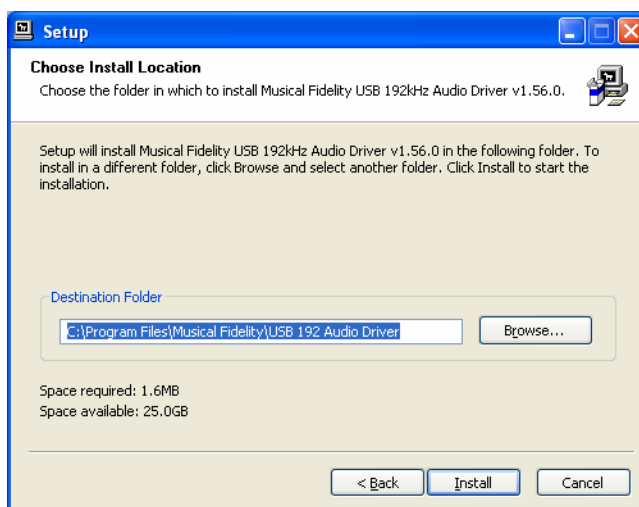 Setup
Choose Install Location
Choose the folder in which to install Musical Fidelity USB 192kHz Audio Driver v1.56.0.
Setup will install Musical Fidelity USB 192kHz Audio Driver v1.56.0 in the following folder. To
install in a different folder, click Browse and select another folder. Click Install to start the
installation.
Destination Folder
C:\Program Files\Musical Fidelity\USB 192 Audio Driver
Browse...
Space required: 1.6MB
Space available: 25.0GB
< Back Install Cancel